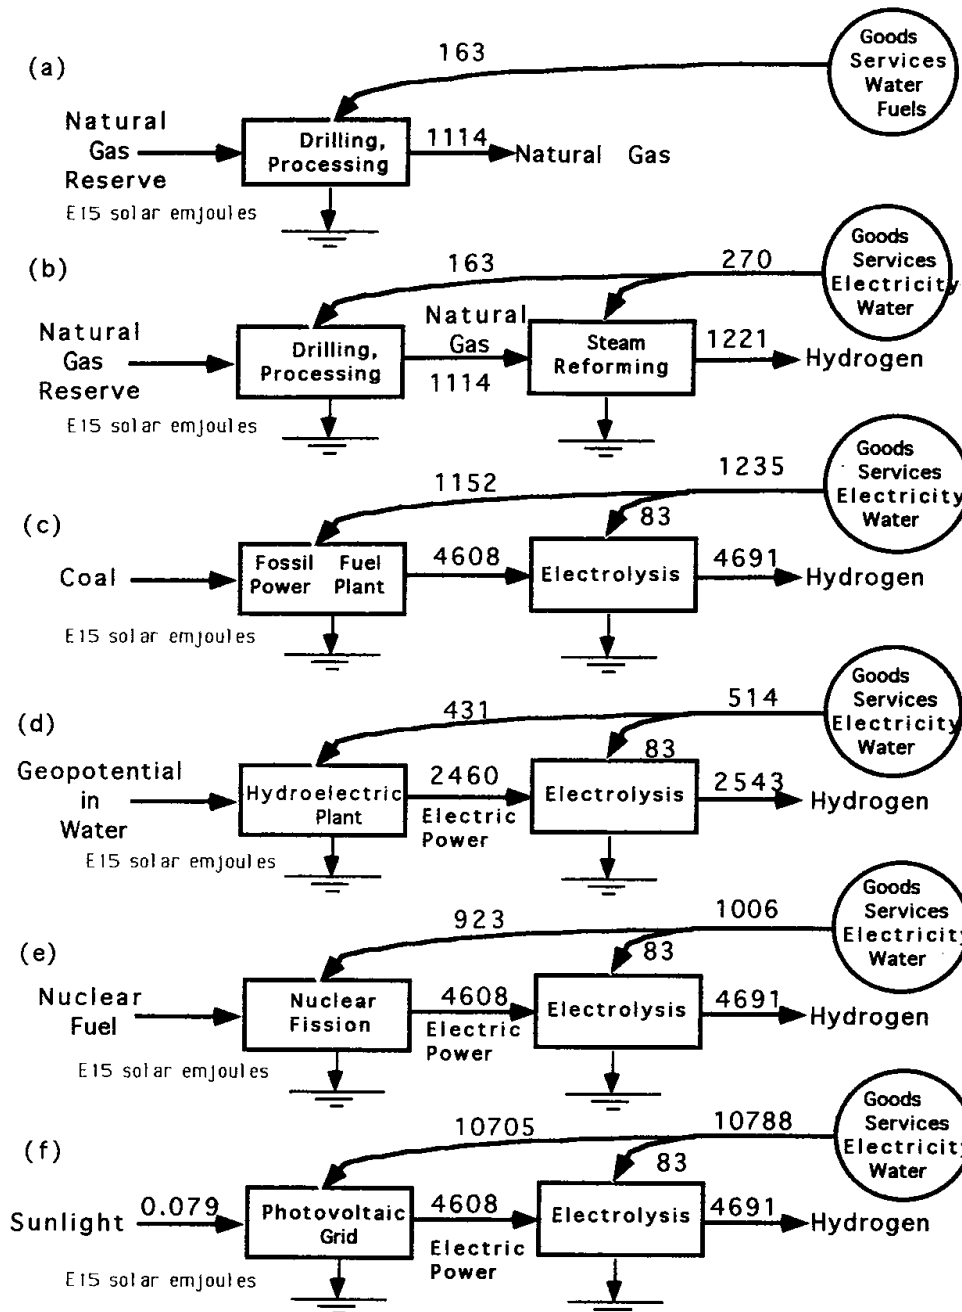 (a)
163
Goods
Services
Water
Fuels
Natural
Gas
Reserve
Drilling,
Processing
1114
Natural Gas
E15 solar emjoules
(b)
163
270
Goods
Services
Electricity
Water
Natural
Gas
Reserve
Drilling,
Processing
Natural
Gas
1114
Steam
Reforming
1221
Hydrogen
E15 solar emjoules
(c)
1152
1235
83
Goods
Services
Electricity
Water
Coal
Fossil Fuel
Power Plant
4608
Electrolysis
4691
Hydrogen
E15 solar emjoules
(d)
431
514
83
Goods
Services
Electricity
Water
Geopotential
in
Water
Hydroelectric
Plant
2460
Electric
Power
Electrolysis
2543
Hydrogen
E15 solar emjoules
(e)
923
1006
83
Goods
Services
Electricity
Water
Nuclear
Fuel
Nuclear
Fission
4608
Electric
Power
Electrolysis
4691
Hydrogen
E15 solar emjoules
(f)
10705
10788
83
Goods
Services
Electricity
Water
Sunlight
0.079
Photovoltaic
Grid
4608
Electric
Power
Electrolysis
4691
Hydrogen
E15 solar emjoules